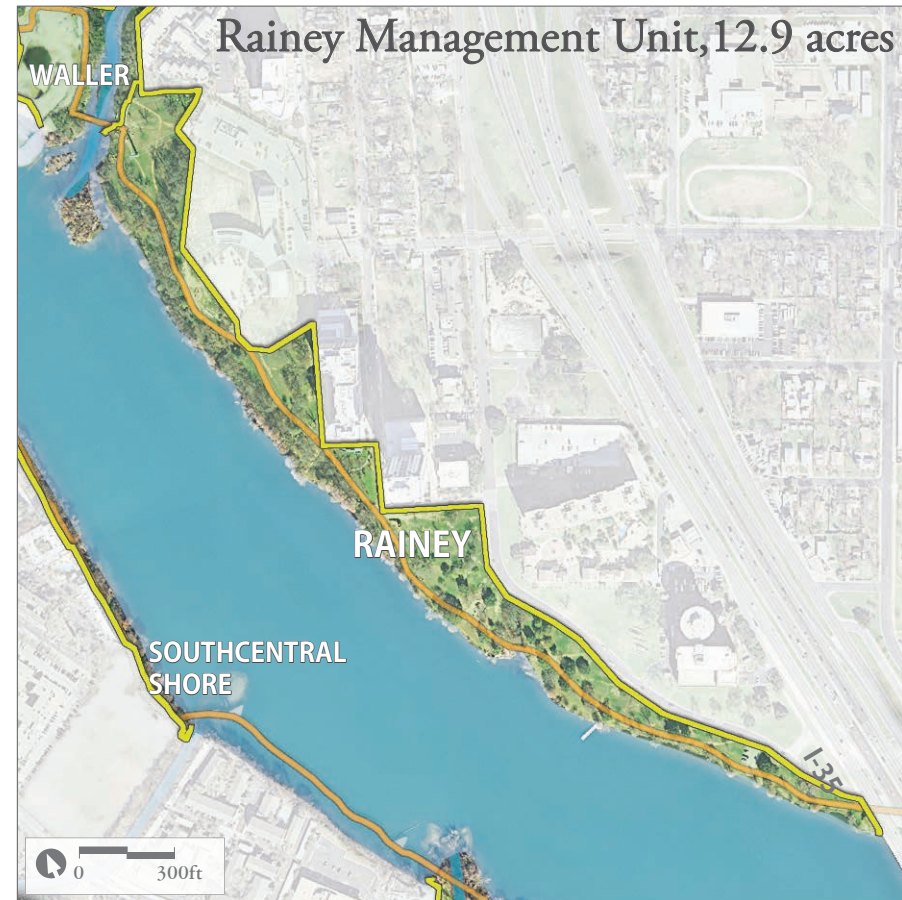 Rainey Management Unit, 12.9 acres
WALLER
RAINEY
SOUTHCENTRAL
SHORE
I-35
0 300ft